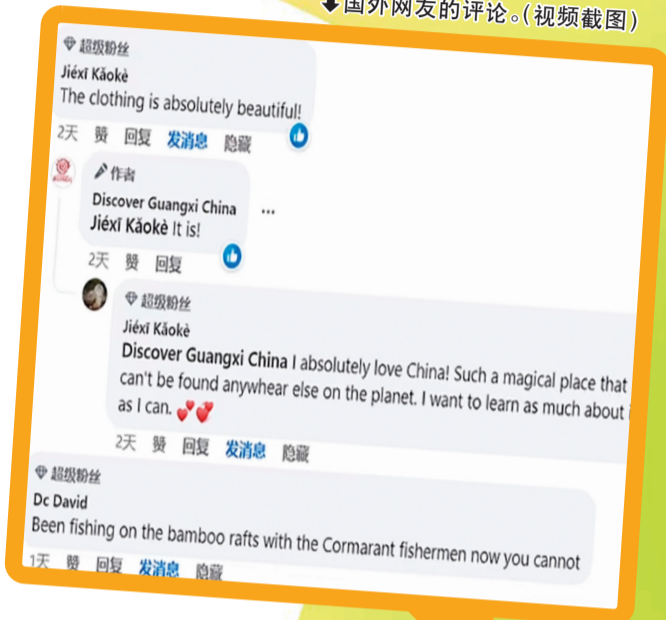 国外网友的评论。(视频截图)
超级粉丝
Jiéxī Kǎokè
The clothing is absolutely beautiful!
2天 赞 回复 发消息 隐藏
作者
Discover Guangxi China ...
Jiéxī Kǎokè It is!
2天 赞 回复
超级粉丝
Jiéxī Kǎokè
Discover Guangxi China I absolutely love China! Such a magical place that
can't be found anywhear else on the planet. I want to learn as much about
as I can. 💕💕
2天 赞 回复 发消息 隐藏
超级粉丝
Dc David
Been fishing on the bamboo rafts with the Cormarant fishermen now you cannot
1天 赞 回复 发消息 隐藏